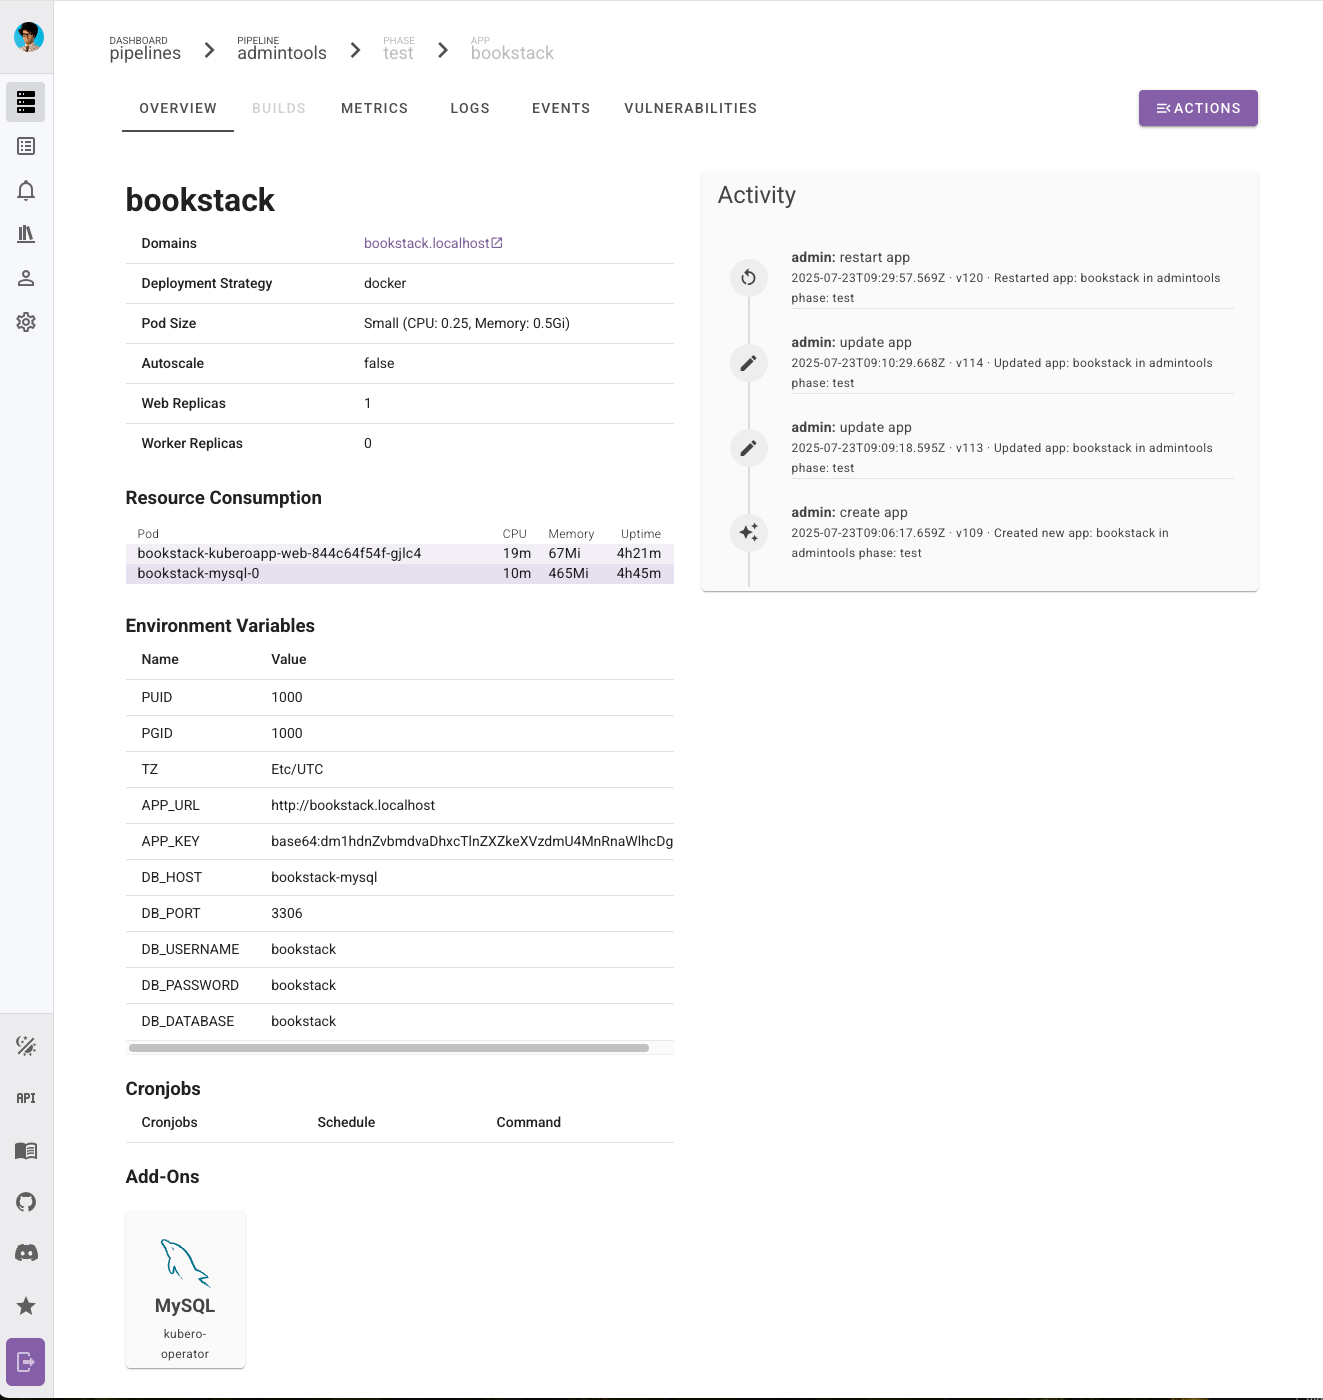 DASHBOARD
pipelines
PIPELINE
admintools
PHASE
test
APP
bookstack
OVERVIEW
BUILDS
METRICS
LOGS
EVENTS
VULNERABILITIES
ACTIONS
bookstack
Domains bookstack.localhost
Deployment Strategy docker
Pod Size Small (CPU: 0.25, Memory: 0.5Gi)
Autoscale false
Web Replicas 1
Worker Replicas 0
Resource Consumption
Pod CPU Memory Uptime
bookstack-kuberoapp-web-844c64f54f-gjlc4 19m 67Mi 4h21m
bookstack-mysql-0 10m 465Mi 4h45m
Environment Variables
Name Value
PUID 1000
PGID 1000
TZ Etc/UTC
APP_URL http://bookstack.localhost
APP_KEY base64:dm1hdnZvbmdvaDhxcTlnZXZkeXVzdmU4MnRnaWlhcDg
DB_HOST bookstack-mysql
DB_PORT 3306
DB_USERNAME bookstack
DB_PASSWORD bookstack
DB_DATABASE bookstack
Cronjobs
Cronjobs Schedule Command
Add-Ons
MySQL
kubero-
operator
Activity
admin: restart app
2025-07-23T09:29:57.569Z · v120 · Restarted app: bookstack in admintools
phase: test
admin: update app
2025-07-23T09:10:29.668Z · v114 · Updated app: bookstack in admintools
phase: test
admin: update app
2025-07-23T09:09:18.595Z · v113 · Updated app: bookstack in admintools
phase: test
admin: create app
2025-07-23T09:06:17.659Z · v109 · Created new app: bookstack in
admintools phase: test
API